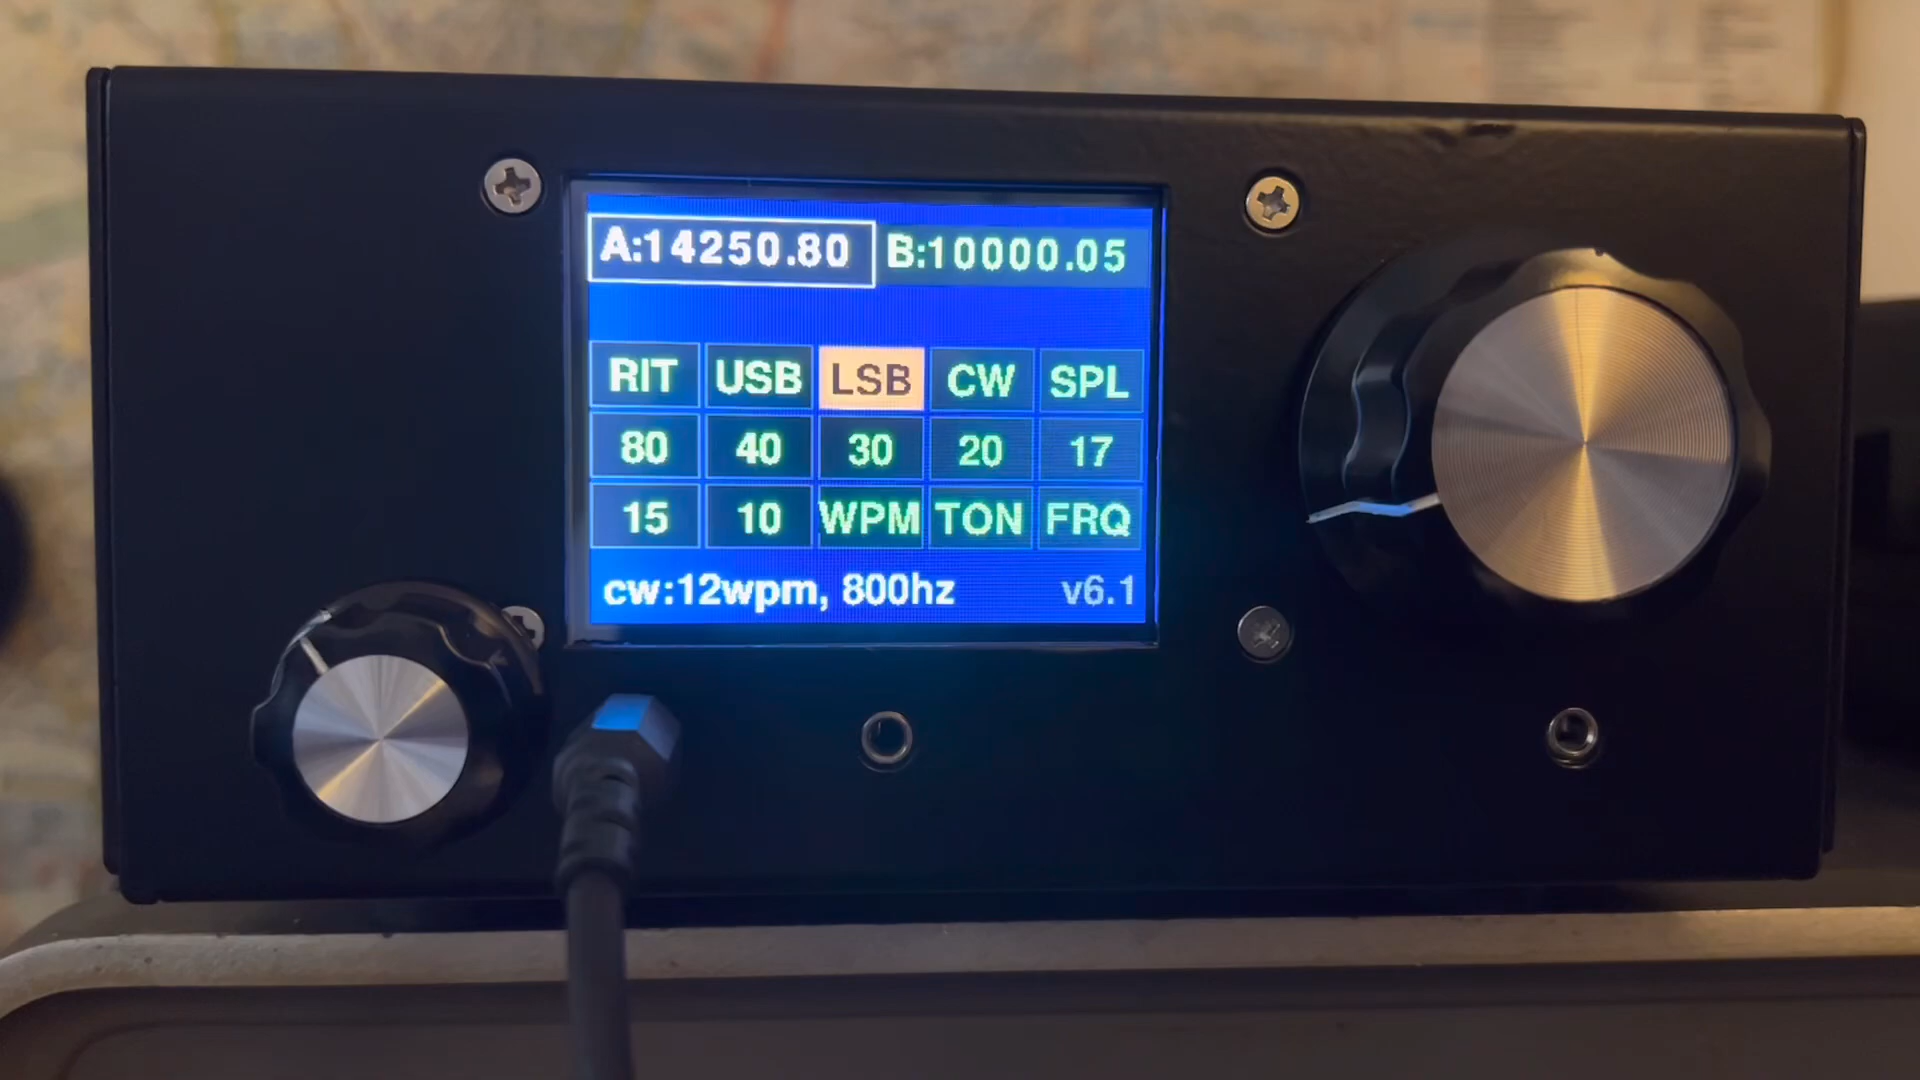 A:14250.80 B:10000.05
RIT USB LSB CW SPL
80 40 30 20 17
15 10 WPM TON FRQ
cw:12wpm, 800hz v6.1